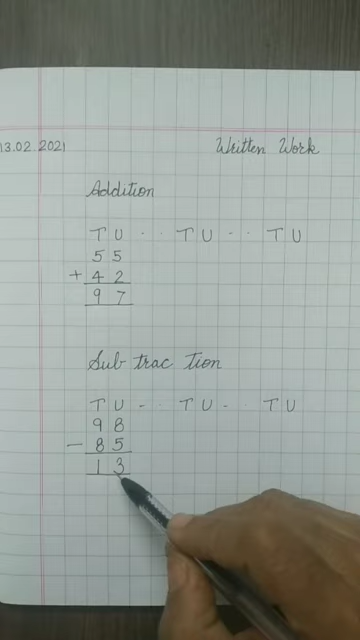 13.02.2021 Written Work
Addition
T U - - T U - - T U
5 5
+ 4 2
9 7
Sub trac tion
T U - - T U - - T U
9 8
- 8 5
1 3